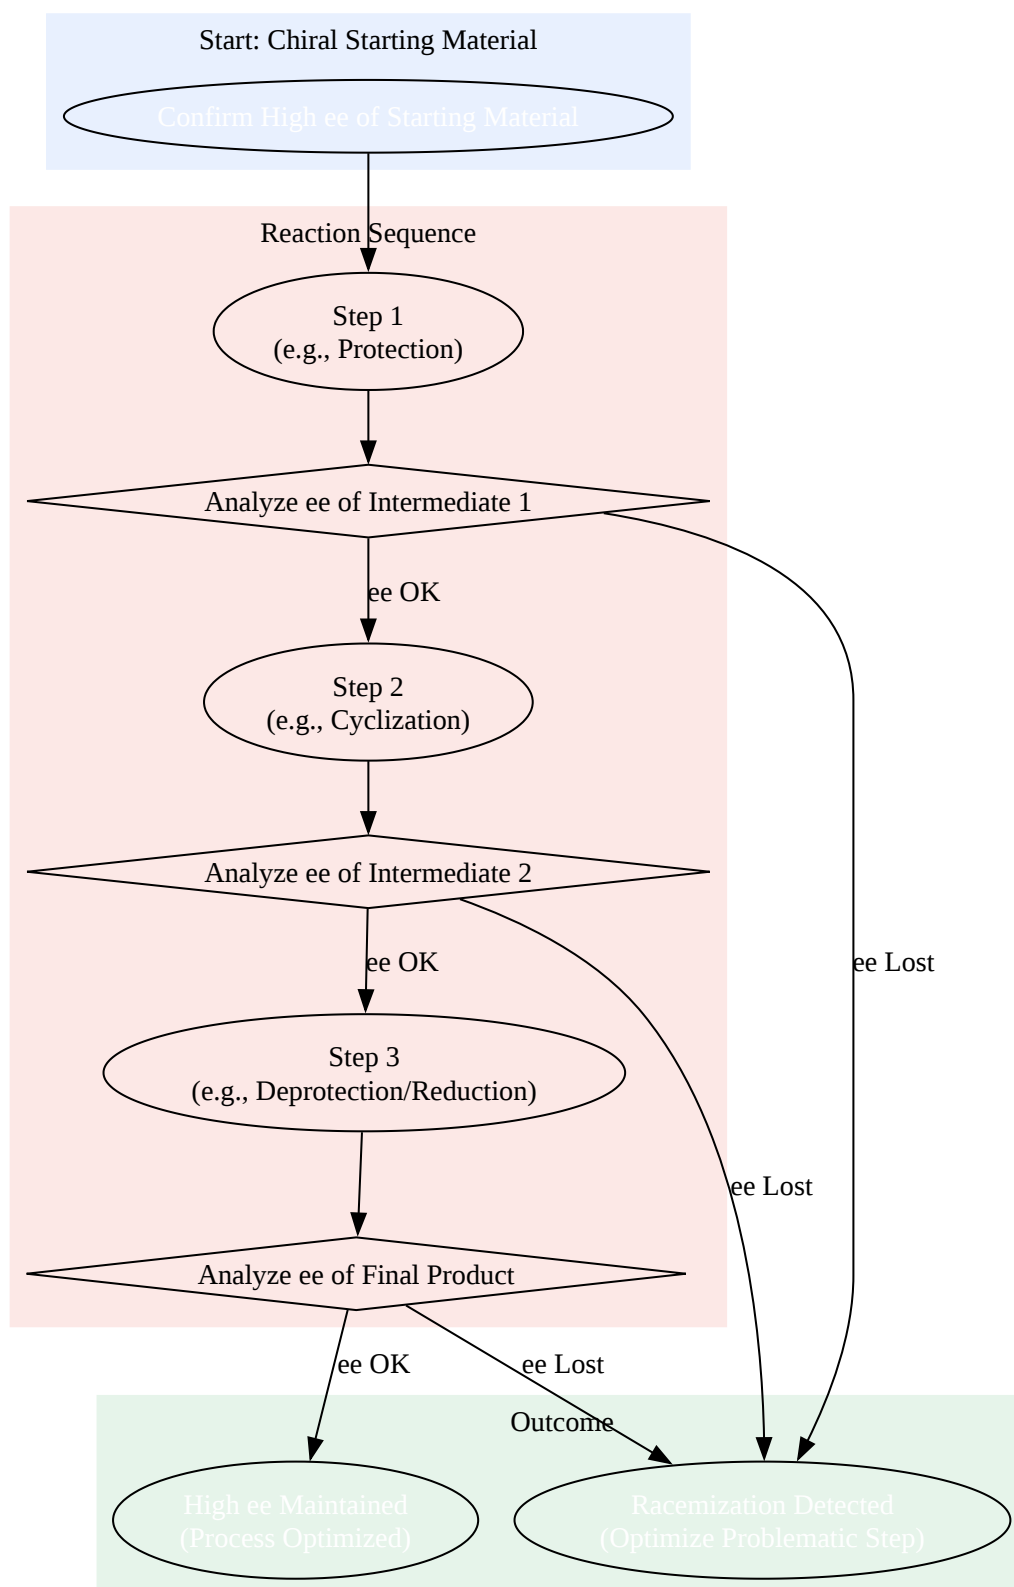 Start: Chiral Starting Material
Confirm High ee of Starting Material
Reaction Sequence
Step 1
(e.g., Protection)
Analyze ee of Intermediate 1
ee OK
Step 2
(e.g., Cyclization)
Analyze ee of Intermediate 2
ee OK
ee Lost
Step 3
(e.g., Deprotection/Reduction)
ee Lost
Analyze ee of Final Product
ee OK
ee Lost
Outcome
High ee Maintained
(Process Optimized)
Racemization Detected
(Optimize Problematic Step)